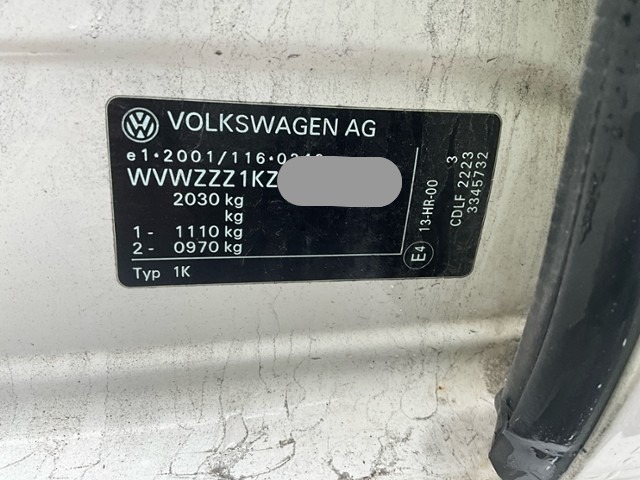 VOLKSWAGEN AG
e1*2001/116*0242
WVWZZZ1KZ
2030 kg
kg
1- 1110 kg
2- 0970 kg
Typ 1K
E4 13-HR-00
3
CDLF 2223
3345732